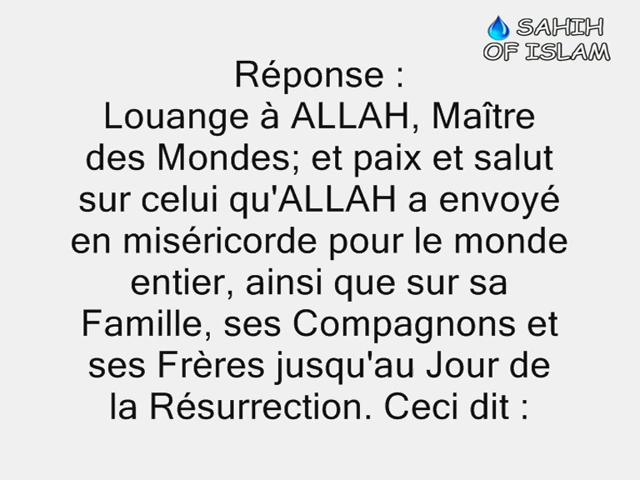 SAHIH
OF ISLAM
Réponse :
Louange à ALLAH, Maître
des Mondes; et paix et salut
sur celui qu'ALLAH a envoyé
en miséricorde pour le monde
entier, ainsi que sur sa
Famille, ses Compagnons et
ses Frères jusqu'au Jour de
la Résurrection. Ceci dit :